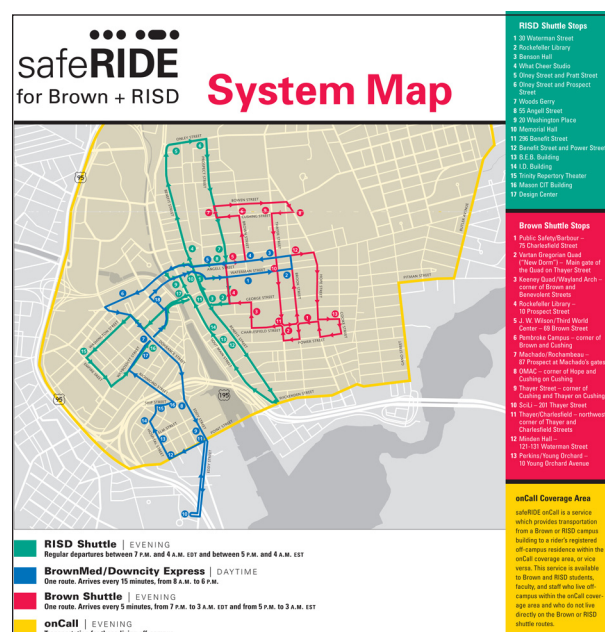 safeRIDE
for Brown + RISD
System Map
RISD Shuttle Stops
1 30 Waterman Street
2 Rockefeller Library
3 Benson Hall
4 What Cheer Studio
5 Olney Street and Pratt Street
6 Olney Street and Prospect
Street
7 Woods Gerry
8 55 Angell Street
9 20 Washington Place
10 Memorial Hall
11 296 Benefit Street
12 Benefit Street and Power Street
13 B.E.B. Building
14 I.D. Building
15 Trinity Repertory Theater
16 Mason CIT Building
17 Design Center
Brown Shuttle Stops
1 Public Safety/Barbour –
75 Charlesfield Street
2 Vartan Gregorian Quad
("New Dorm") – Main gate of
the Quad on Thayer Street
3 Keeney Quad/Wayland Arch –
corner of Brown and
Benevolent Streets
4 Rockefeller Library –
10 Prospect Street
5 J. W. Wilson/Third World
Center – 69 Brown Street
6 Pembroke Campus – corner of
Brown and Cushing
7 Machado/Rochambeau –
87 Prospect at Machado's gates
8 OMAC – corner of Hope and
Cushing on Cushing
9 Thayer Street – corner of
Cushing and Thayer on Cushing
10 SciLi – 201 Thayer Street
11 Thayer/Charlesfield – northwest
corner of Thayer and
Charlesfield Streets
12 Minden Hall –
121-131 Waterman Street
13 Perkins/Young Orchard –
10 Young Orchard Avenue
onCall Coverage Area
safeRIDE onCall is a service
which provides transportation
from a Brown or RISD campus
building to a rider's registered
off-campus residence within the
onCall coverage area, or vice
versa. This service is available
to Brown and RISD students,
faculty, and staff who live off-
campus within the onCall cover-
age area and who do not live
directly on the Brown or RISD
shuttle routes.
95
95
195
OLNEY STREET
ANGELL STREET
WATERMAN STREET
GEORGE STREET
CHARLESFIELD STREET
POWER STREET
POINT STREET
RISD Shuttle | EVENING
Regular departures between 7 P.M. and 4 A.M. EDT and between 5 P.M. and 4 A.M. EST
BrownMed/Downcity Express | DAYTIME
One route. Arrives every 15 minutes, from 8 A.M. to 6 P.M.
Brown Shuttle | EVENING
One route. Arrives every 5 minutes, from 7 P.M. to 3 A.M. EDT and from 5 P.M. to 3 A.M. EST
onCall | EVENING